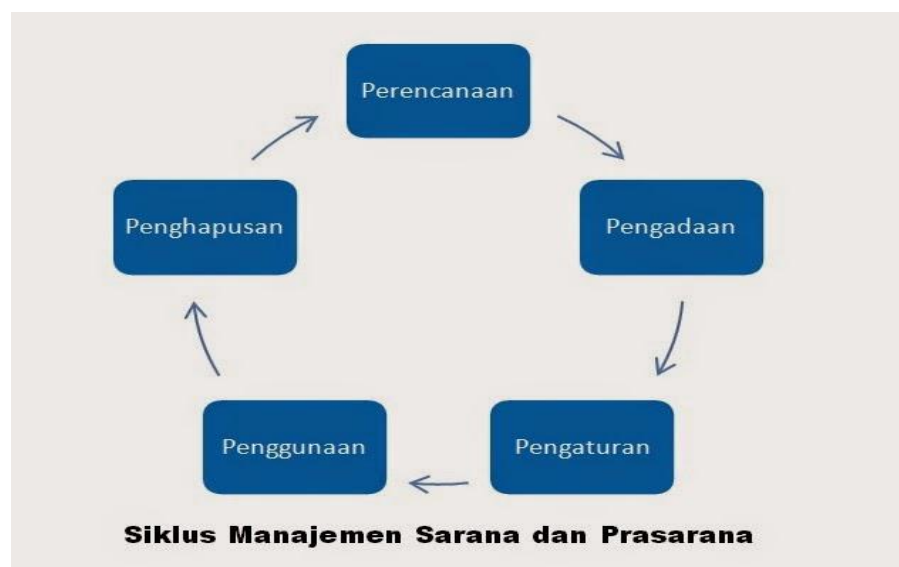 Perencanaan
Pengadaan
Pengaturan
Penggunaan
Penghapusan
Siklus Manajemen Sarana dan Prasarana